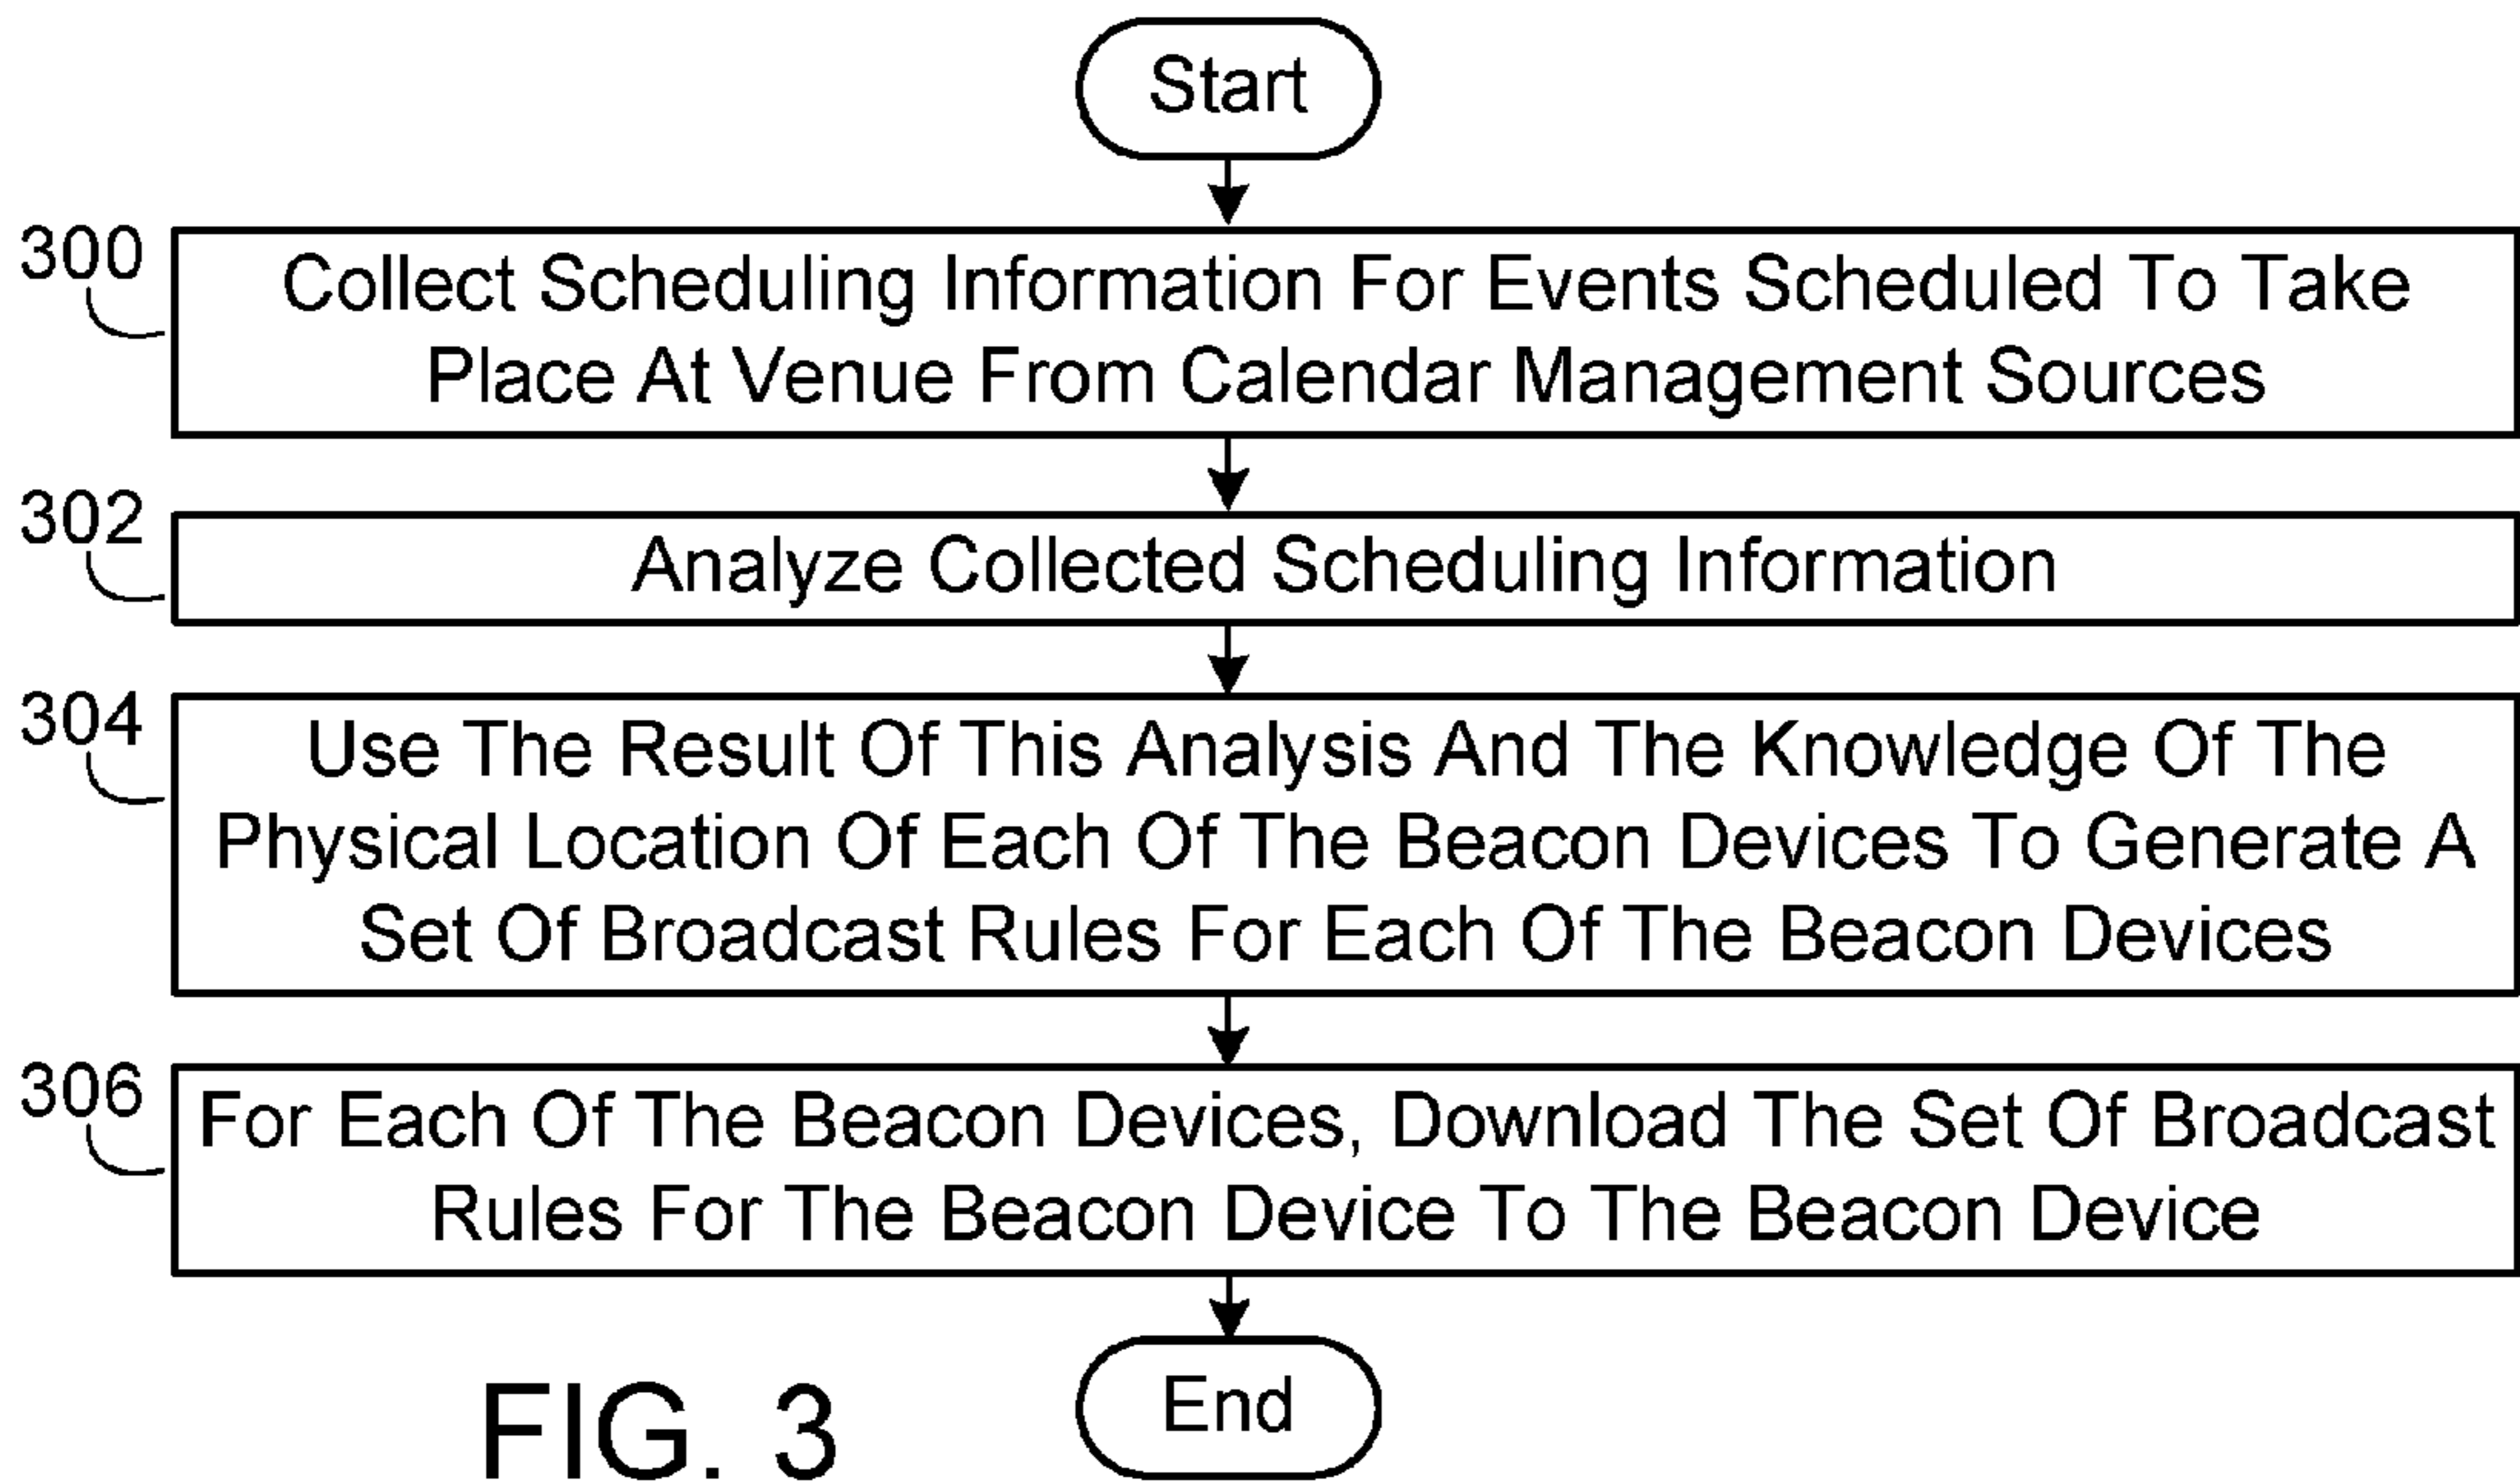 Start
300
Collect Scheduling Information For Events Scheduled To Take
Place At Venue From Calendar Management Sources
302
Analyze Collected Scheduling Information
304
Use The Result Of This Analysis And The Knowledge Of The
Physical Location Of Each Of The Beacon Devices To Generate A
Set Of Broadcast Rules For Each Of The Beacon Devices
306
For Each Of The Beacon Devices, Download The Set Of Broadcast
Rules For The Beacon Device To The Beacon Device
End
FIG. 3